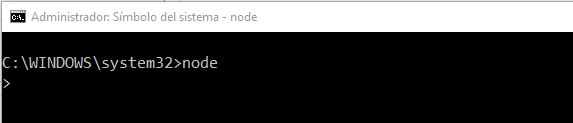 Administrador: Símbolo del sistema - node
C:\WINDOWS\system32>node
>